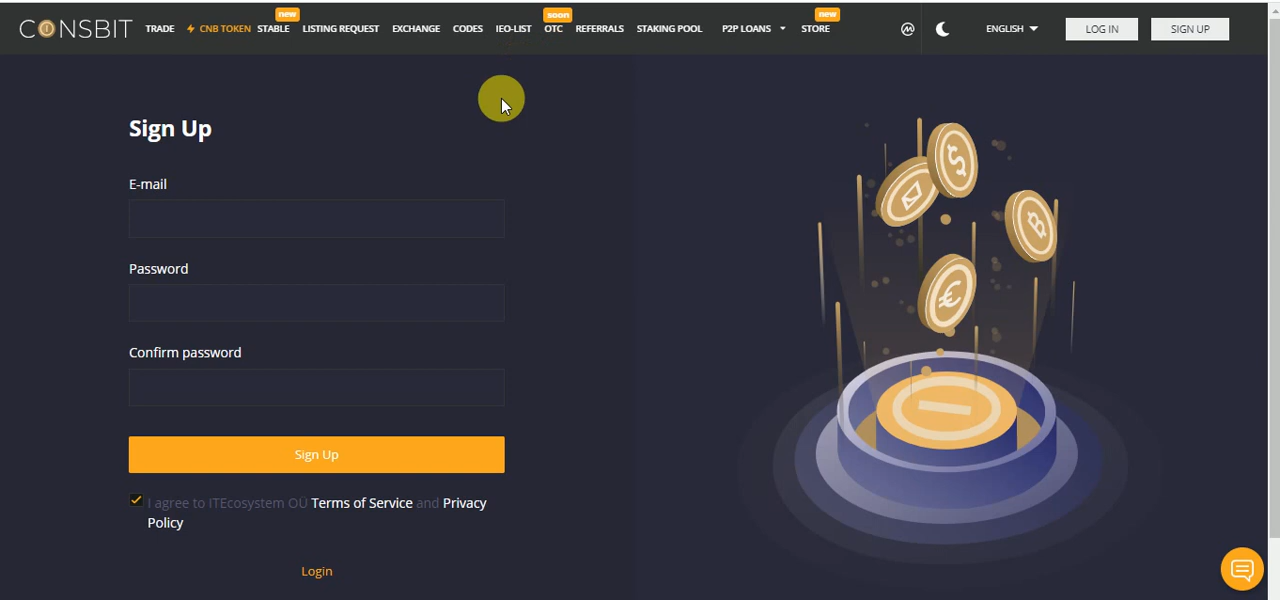 new soon new
CONSBIT TRADE CNB TOKEN STABLE LISTING REQUEST EXCHANGE CODES IEO-LIST OTC REFERRALS STAKING POOL P2P LOANS STORE ENGLISH LOG IN SIGN UP
Sign Up
E-mail
Password
Confirm password
Sign Up
I agree to ITEcosystem OÜ Terms of Service and Privacy
Policy
Login